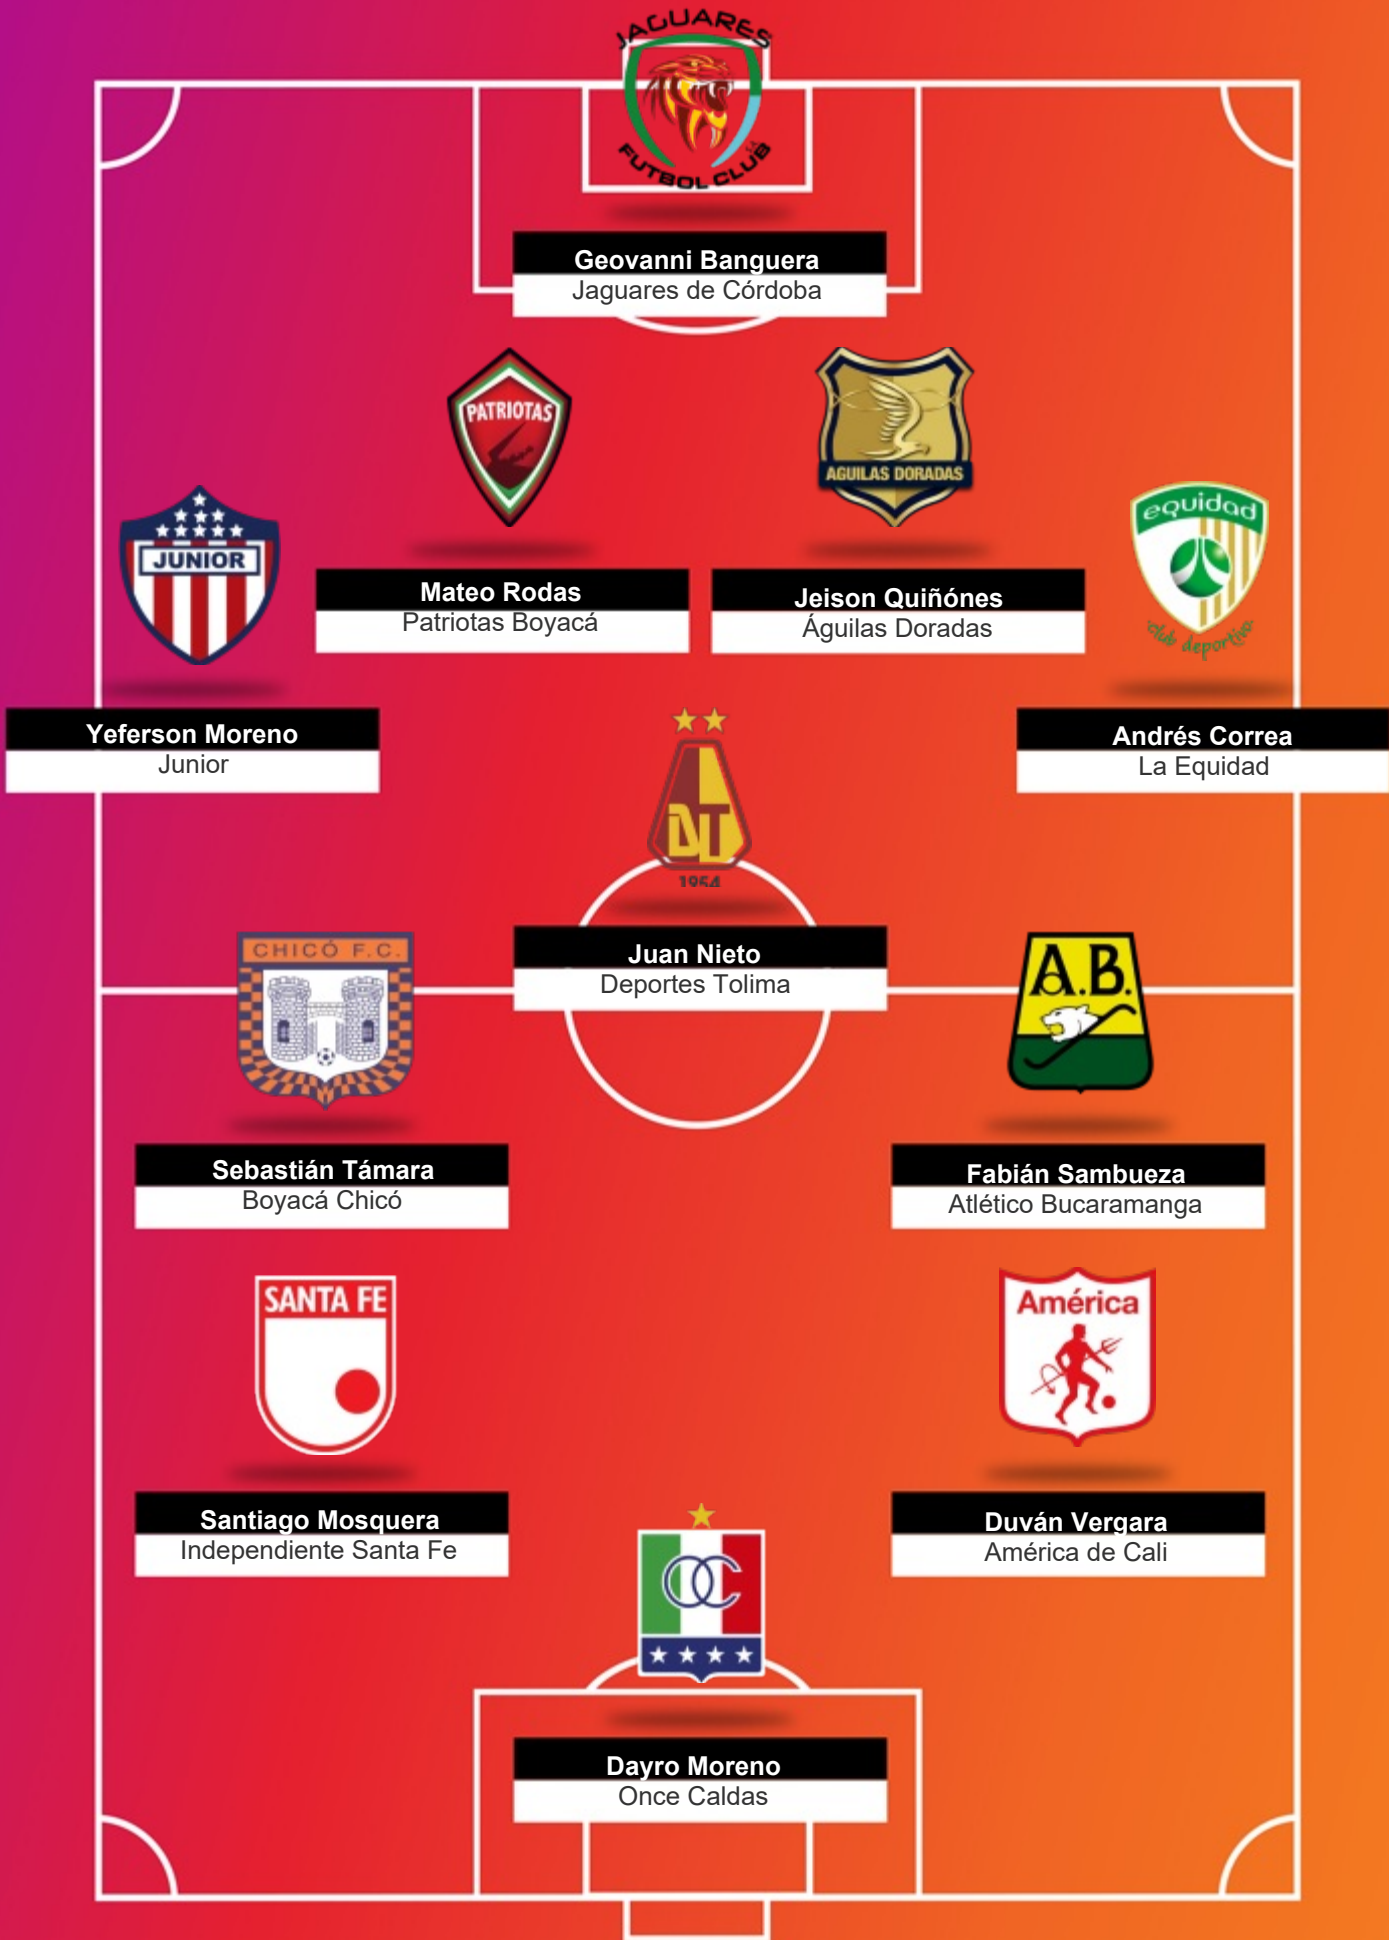 JAGUARES
FUTBOL CLUB S.A.
Geovanni Banguera
Jaguares de Córdoba
PATRIOTAS
Mateo Rodas
Patriotas Boyacá
AGUILAS DORADAS
Jeison Quiñónes
Águilas Doradas
JUNIOR
Yeferson Moreno
Junior
equidad
club deportivo
Andrés Correa
La Equidad
DT
1954
Juan Nieto
Deportes Tolima
CHICÓ F.C.
Sebastián Támara
Boyacá Chicó
A.B.
Fabián Sambueza
Atlético Bucaramanga
SANTA FE
Santiago Mosquera
Independiente Santa Fe
América
Duván Vergara
América de Cali
OC
Dayro Moreno
Once Caldas